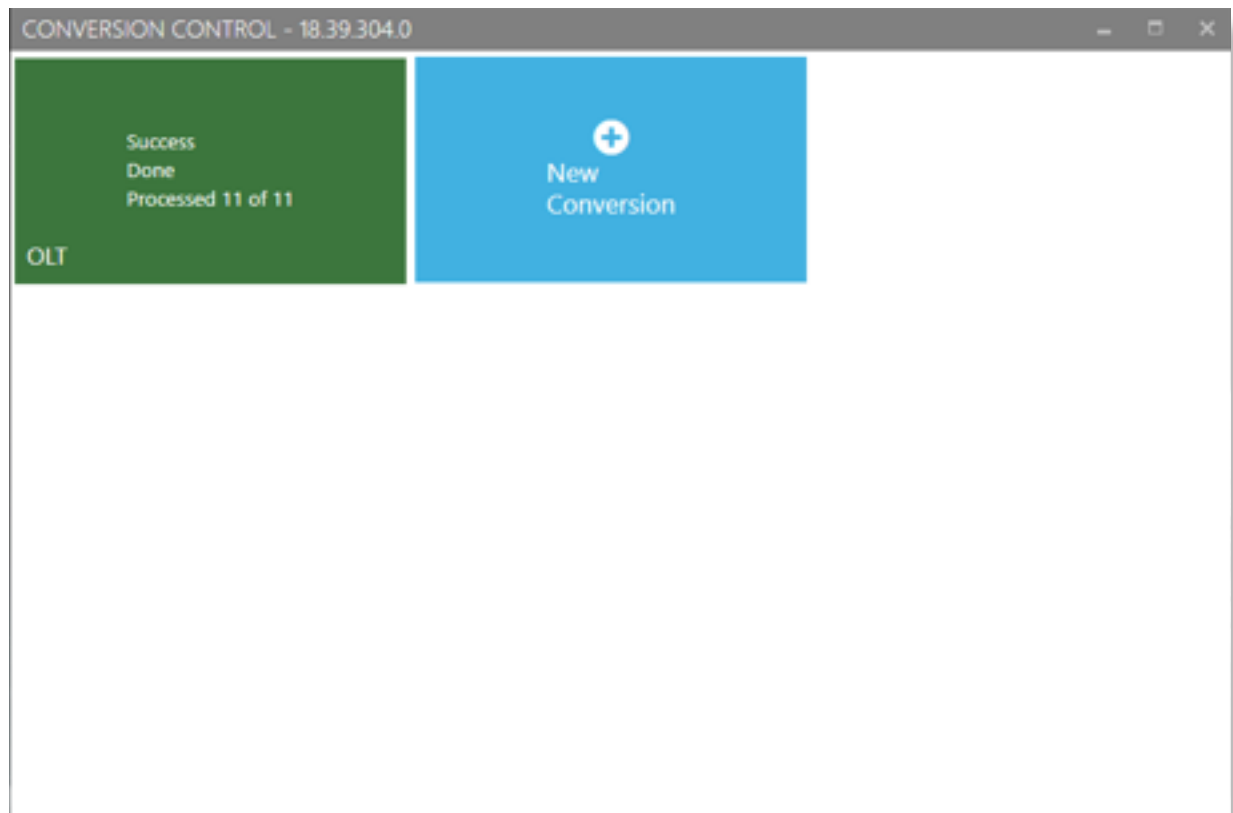 CONVERSION CONTROL - 18.39.304.0
Success
Done
Processed 11 of 11
OLT
New
Conversion